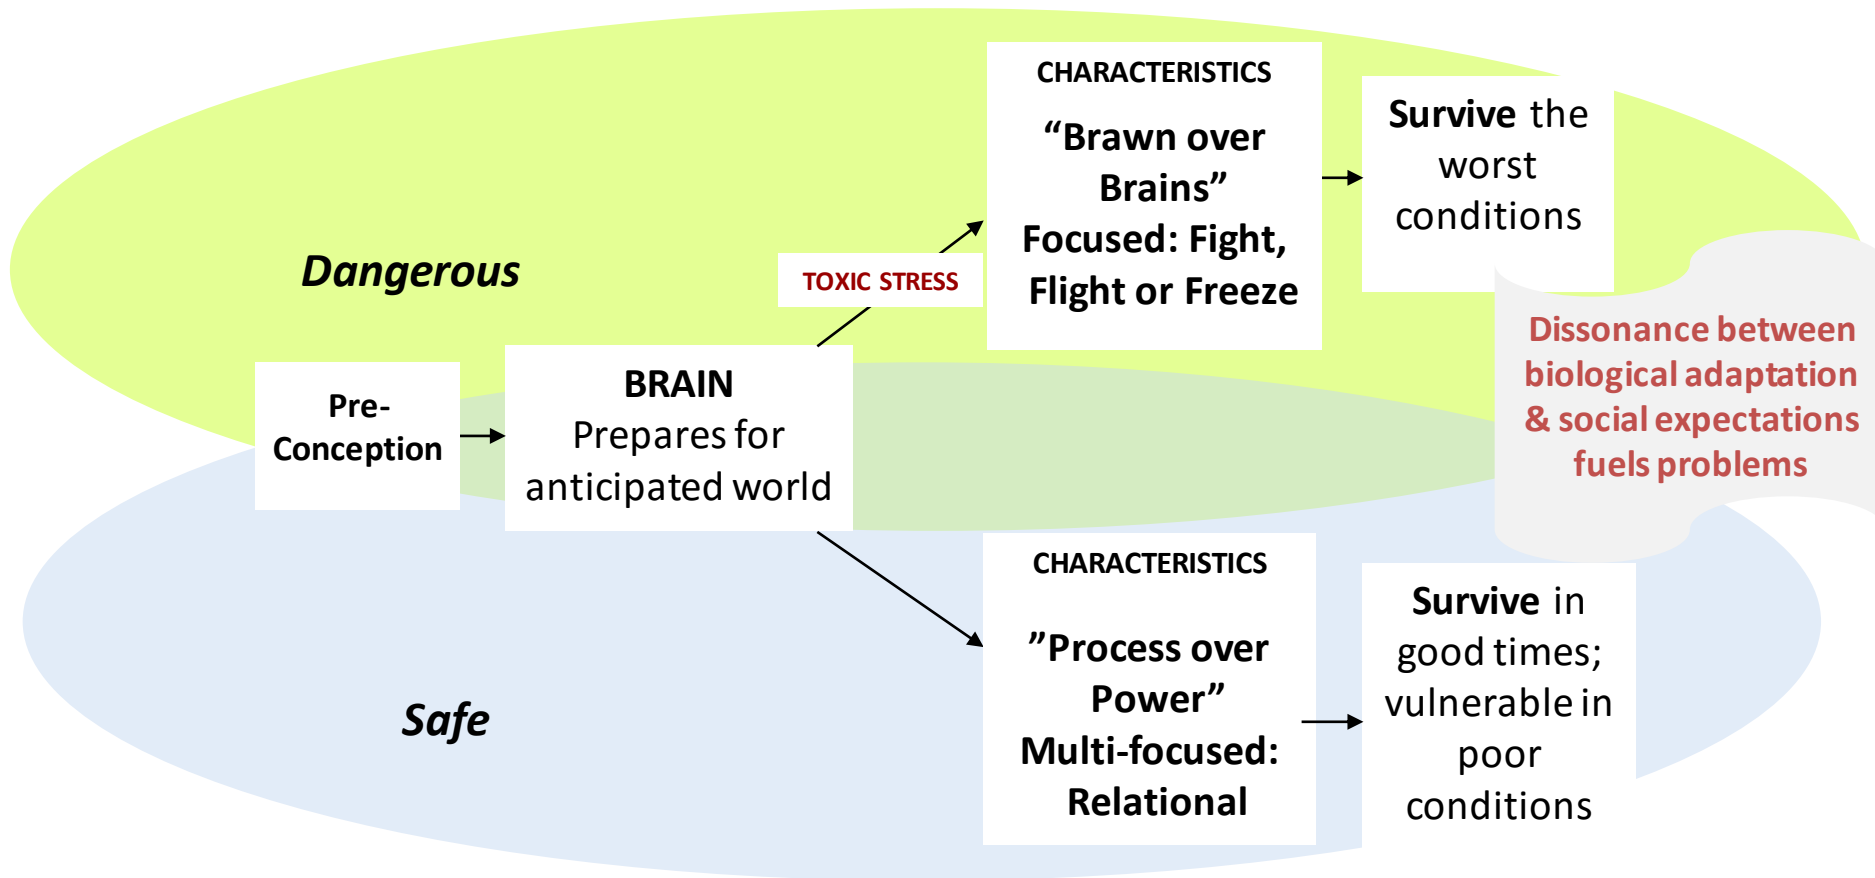 CHARACTERISTICS
“Brawn over
Brains”
Focused: Fight,
Flight or Freeze
Survive the
worst
conditions
Dangerous
TOXIC STRESS
Dissonance between
biological adaptation
& social expectations
fuels problems
Pre-
Conception
BRAIN
Prepares for
anticipated world
CHARACTERISTICS
”Process over
Power”
Multi-focused:
Relational
Survive in
good times;
vulnerable in
poor
conditions
Safe